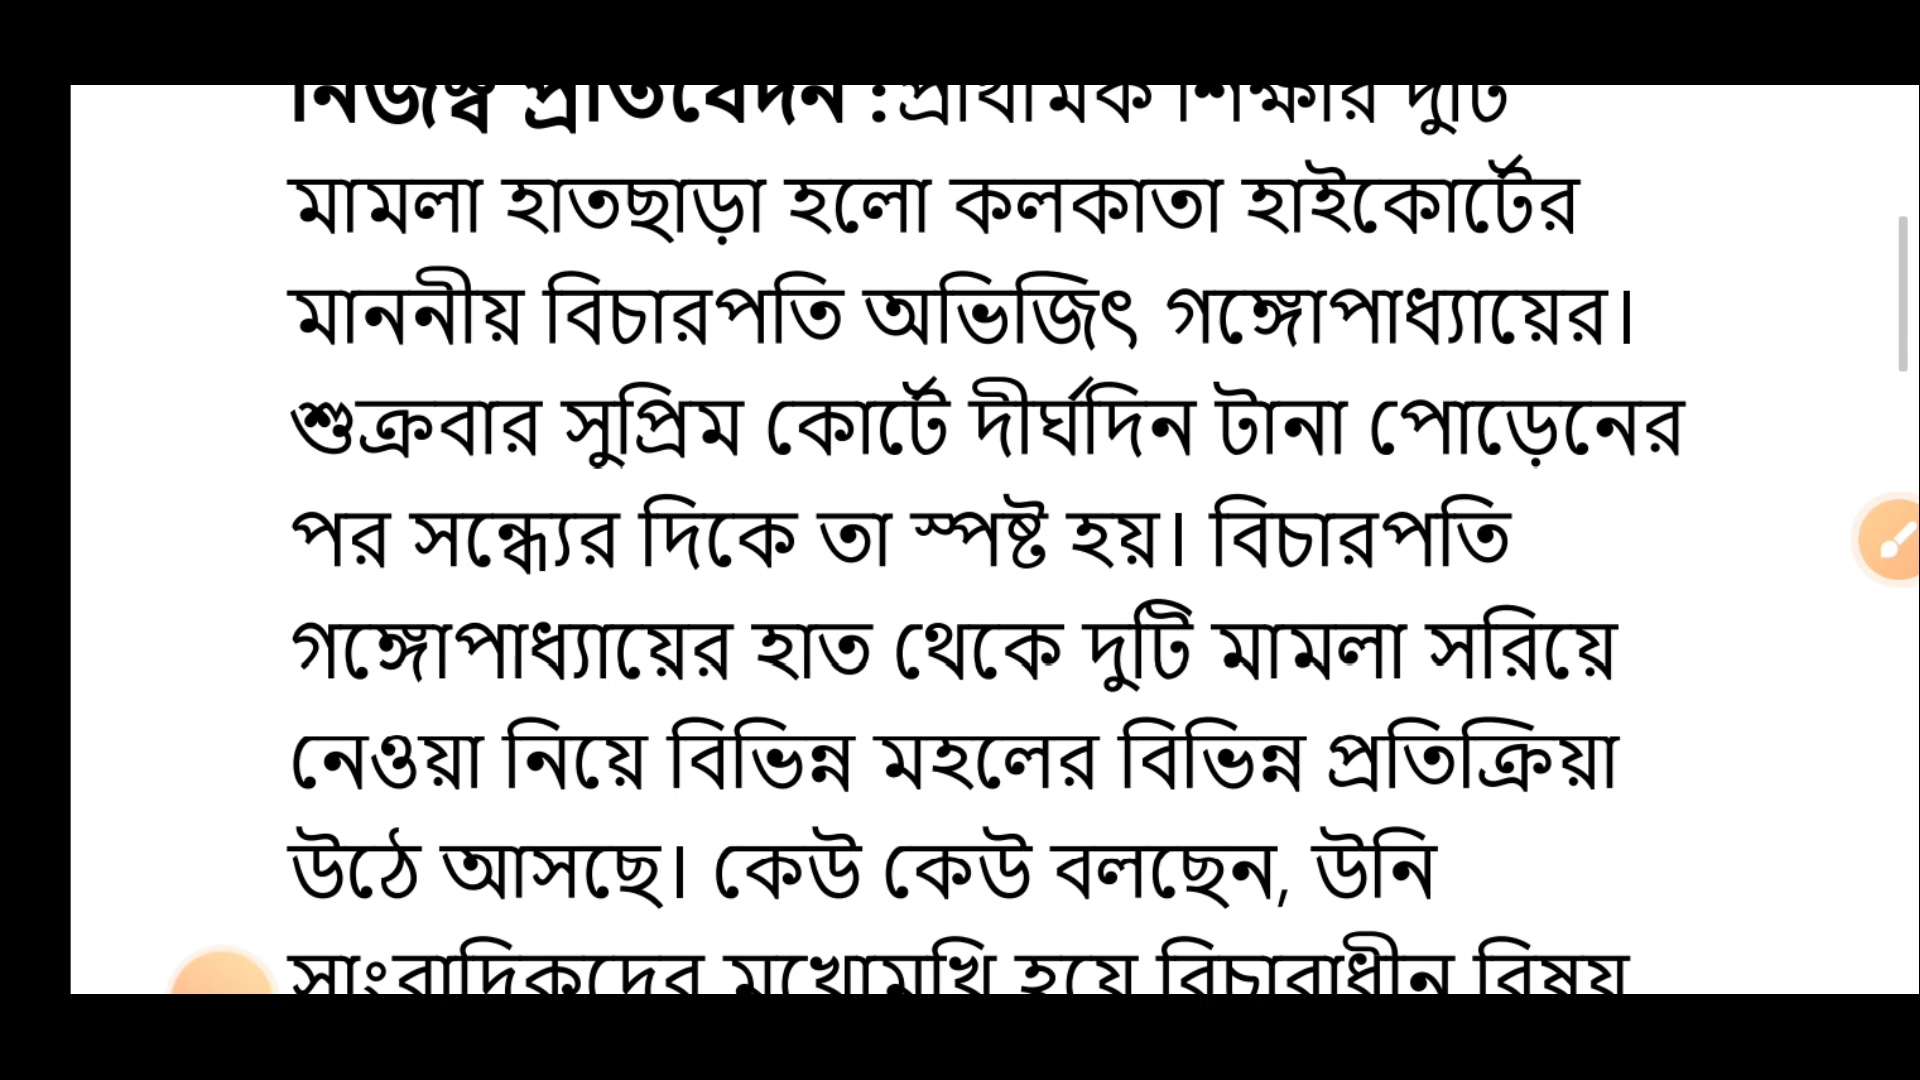 নিজস্ব প্রতিবেদন :প্রাথমিক শিক্ষার দুটি
মামলা হাতছাড়া হলো কলকাতা হাইকোর্টের
মাননীয় বিচারপতি অভিজিৎ গঙ্গোপাধ্যায়ের।
শুক্রবার সুপ্রিম কোর্টে দীর্ঘদিন টানা পোড়েনের
পর সন্ধ্যের দিকে তা স্পষ্ট হয়। বিচারপতি
গঙ্গোপাধ্যায়ের হাত থেকে দুটি মামলা সরিয়ে
নেওয়া নিয়ে বিভিন্ন মহলের বিভিন্ন প্রতিক্রিয়া
উঠে আসছে। কেউ কেউ বলছেন, উনি
সাংবাদিকদের মুখোমুখি হয়ে বিচারাধীন বিষয়